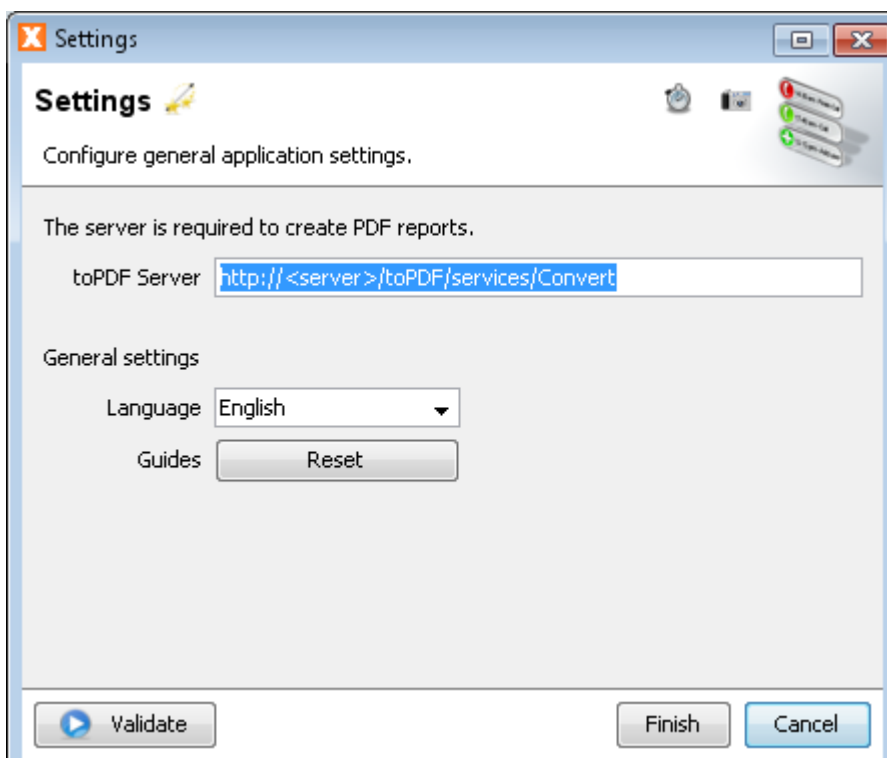 Settings
Settings
Configure general application settings.
The server is required to create PDF reports.
toPDF Server http://<server>/toPDF/services/Convert
General settings
Language English
Guides Reset
Validate Finish Cancel